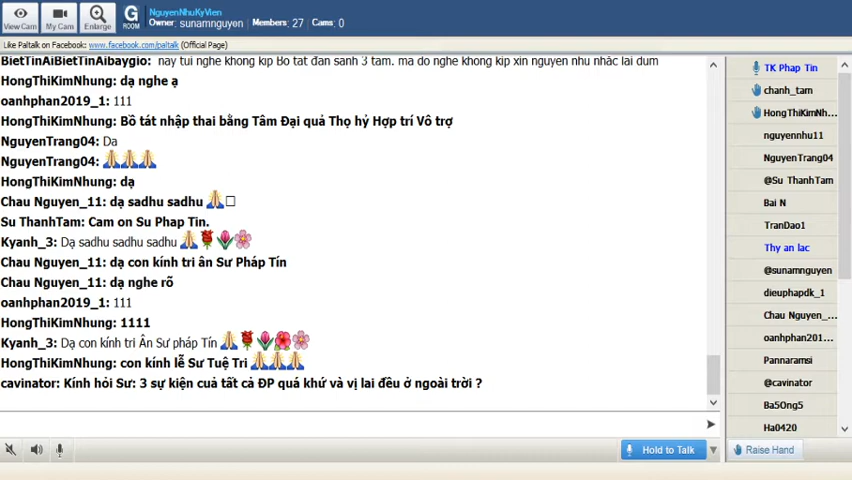 NguyenNhuKyVien
Owner: sunamnguyen Members: 27 Cams: 0
View Cam
My Cam
Enlarge
G
ROOM
Like Paltalk on Facebook: www.facebook.com/paltalk (Official Page)
BietTinAiBietTinAibaygio: nay tui nghe khong kip Bo tat dan sanh 3 tam. ma do nghe khong kip xin nguyen nhu nhac lai dum
HongThiKimNhung: dạ nghe ạ
oanhphan2019_1: 111
HongThiKimNhung: Bồ tát nhập thai bằng Tâm Đại quả Thọ hỷ Hợp trí Vô trợ
NguyenTrang04: Dạ
NguyenTrang04: 🙏🙏🙏
HongThiKimNhung: dạ
Chau Nguyen_11: dạ sadhu sadhu 🙏□
Su ThanhTam: Cam on Su Phap Tin.
Kyanh_3: Dạ sadhu sadhu sadhu 🙏🌹🌷🌸
Chau Nguyen_11: dạ con kính tri ân Sư Pháp Tín
Chau Nguyen_11: dạ nghe rõ
oanhphan2019_1: 111
HongThiKimNhung: 1111
Kyanh_3: Dạ con kính tri Ân Sư pháp Tín 🙏🌹🌷🌺🌸
HongThiKimNhung: con kính lễ Sư Tuệ Tri 🙏🙏🙏
cavinator: Kính hỏi Sư: 3 sự kiện cuả tất cả ĐP quá khứ và vị lai đều ở ngoài trời ?
TK Phap Tin
chanh_tam
HongThiKimNh...
nguyennhu11
NguyenTrang04
@Su ThanhTam
Bai N
TranDao1
Thy an lac
@sunamnguyen
dieuphapdk_1
Chau Nguyen_...
oanhphan201...
Pannaramsi
@cavinator
Ba5Ong5
Ha0420
Hold to Talk
Raise Hand